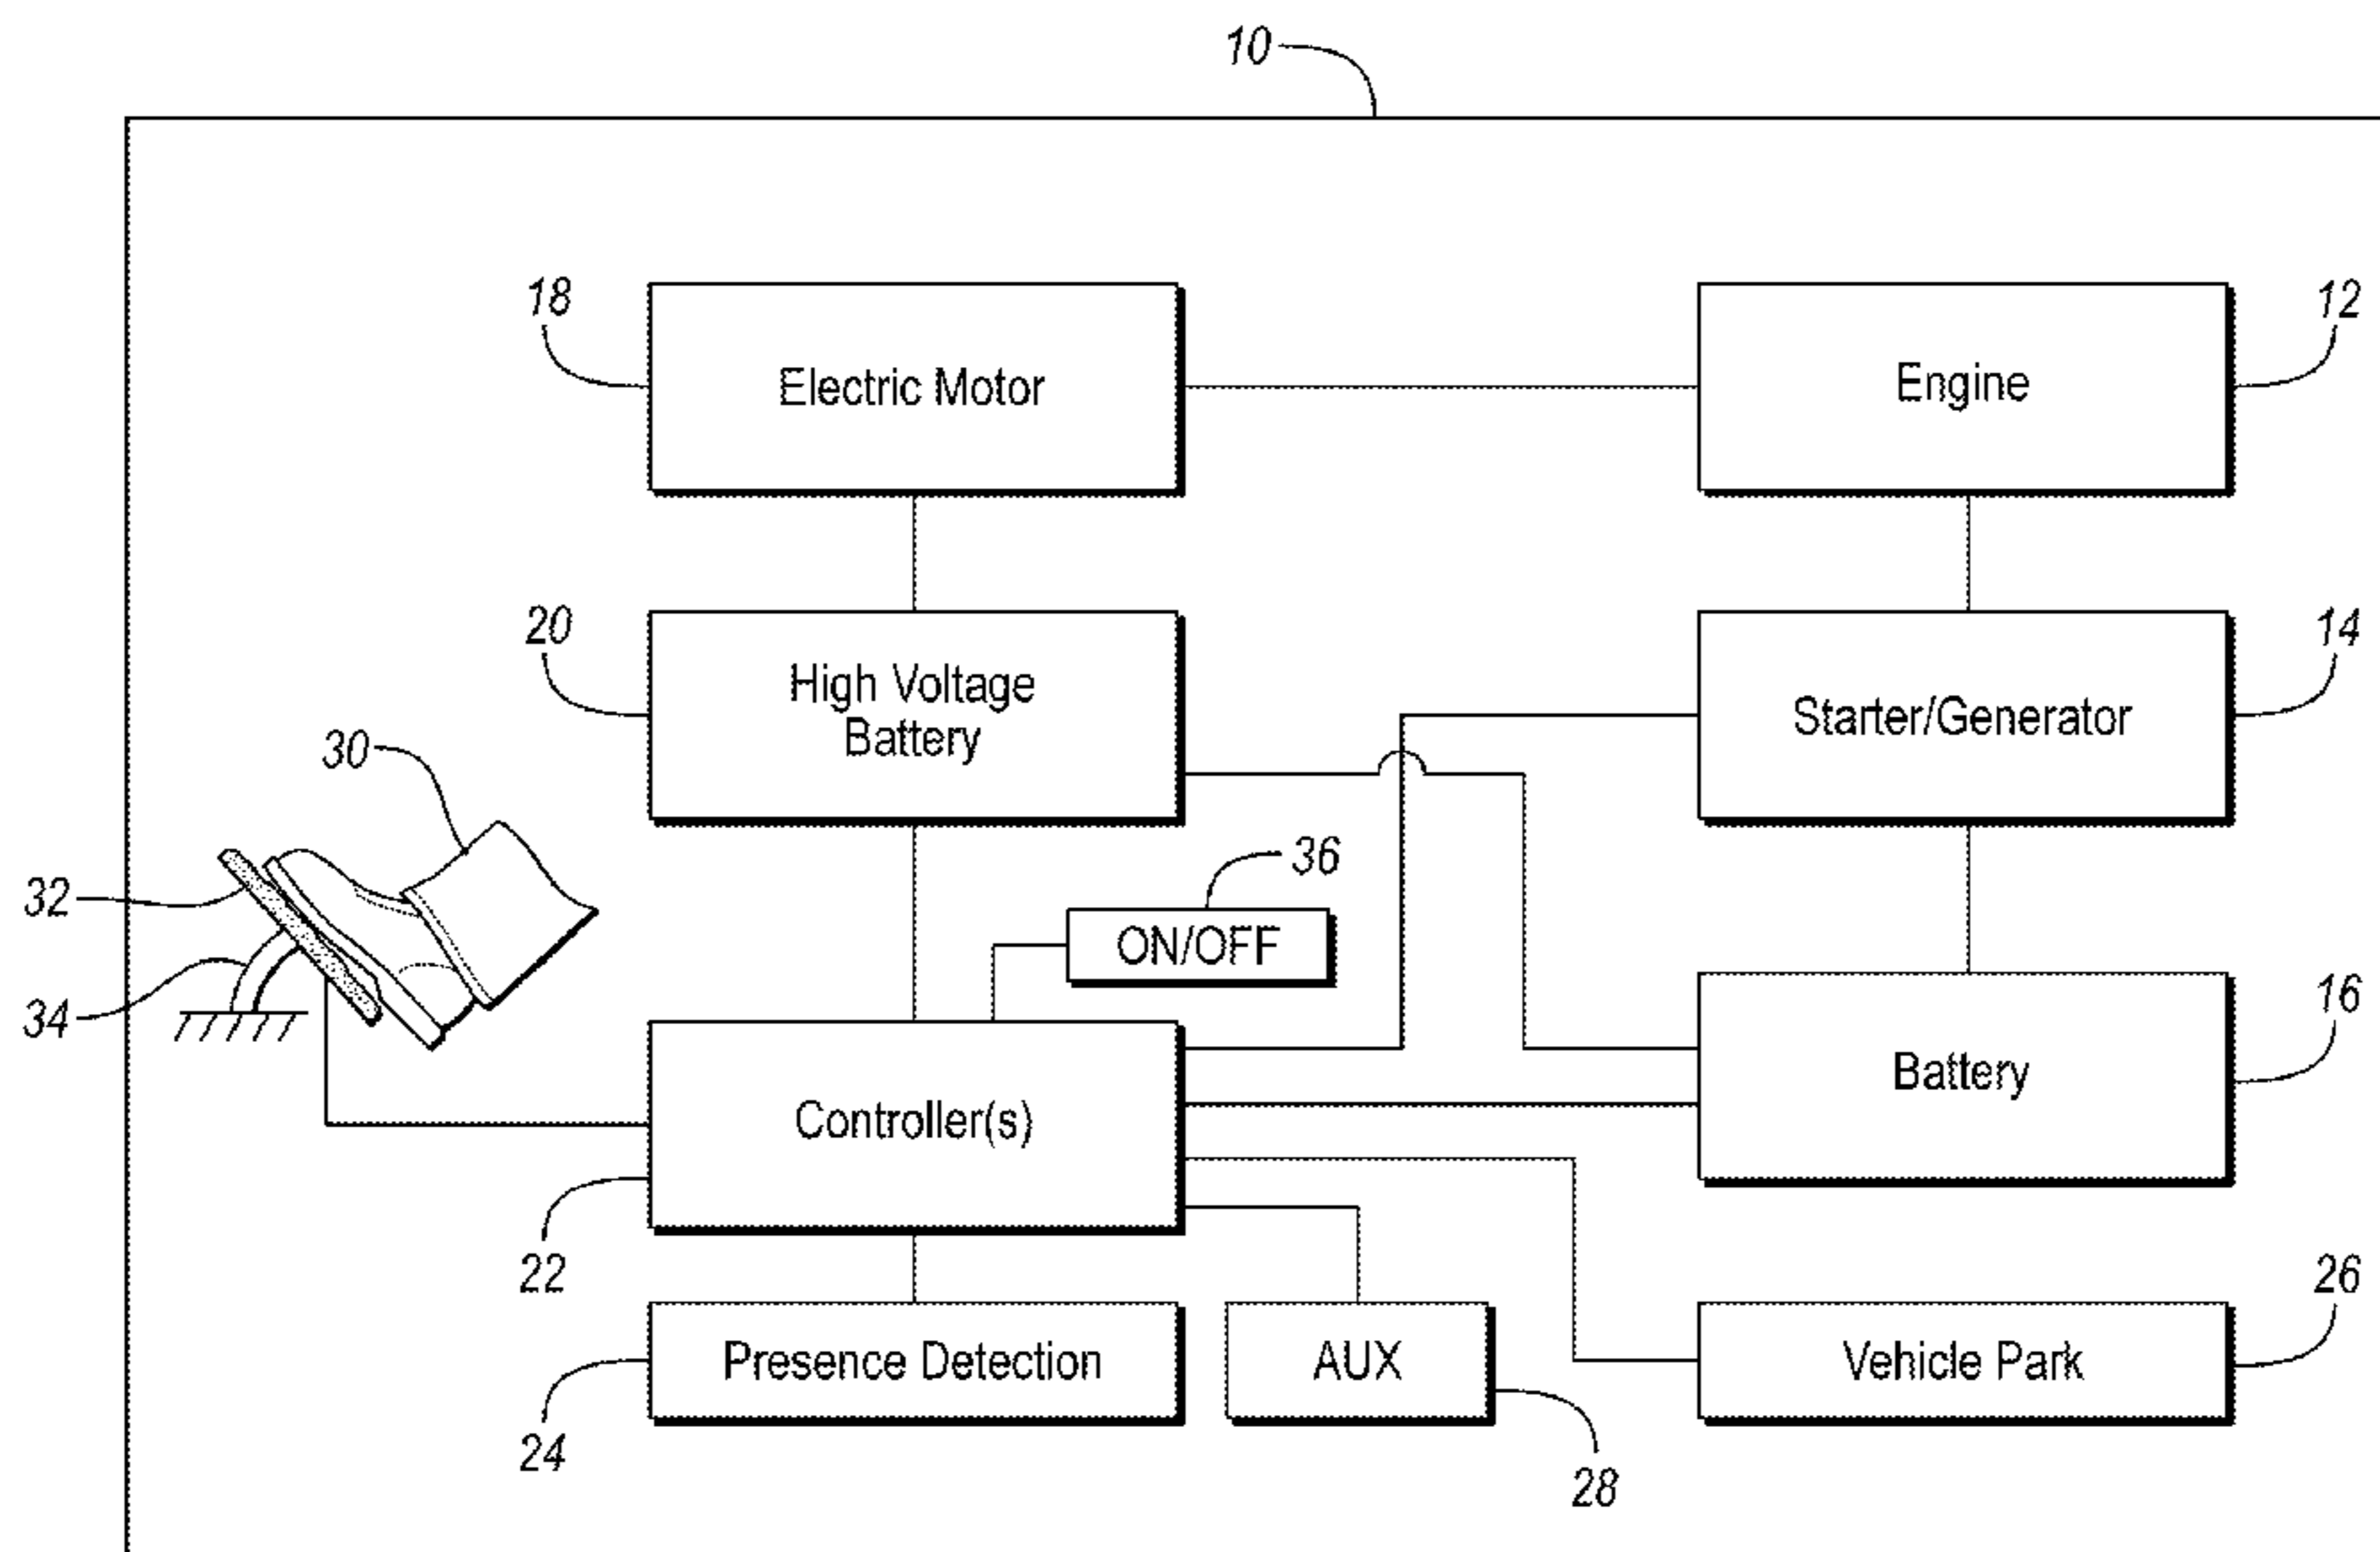 10
18
Electric Motor
Engine
12
20
High Voltage
Battery
Starter/Generator
14
30
32
34
36
ON/OFF
Controller(s)
22
Battery
16
Presence Detection
24
AUX
28
Vehicle Park
26